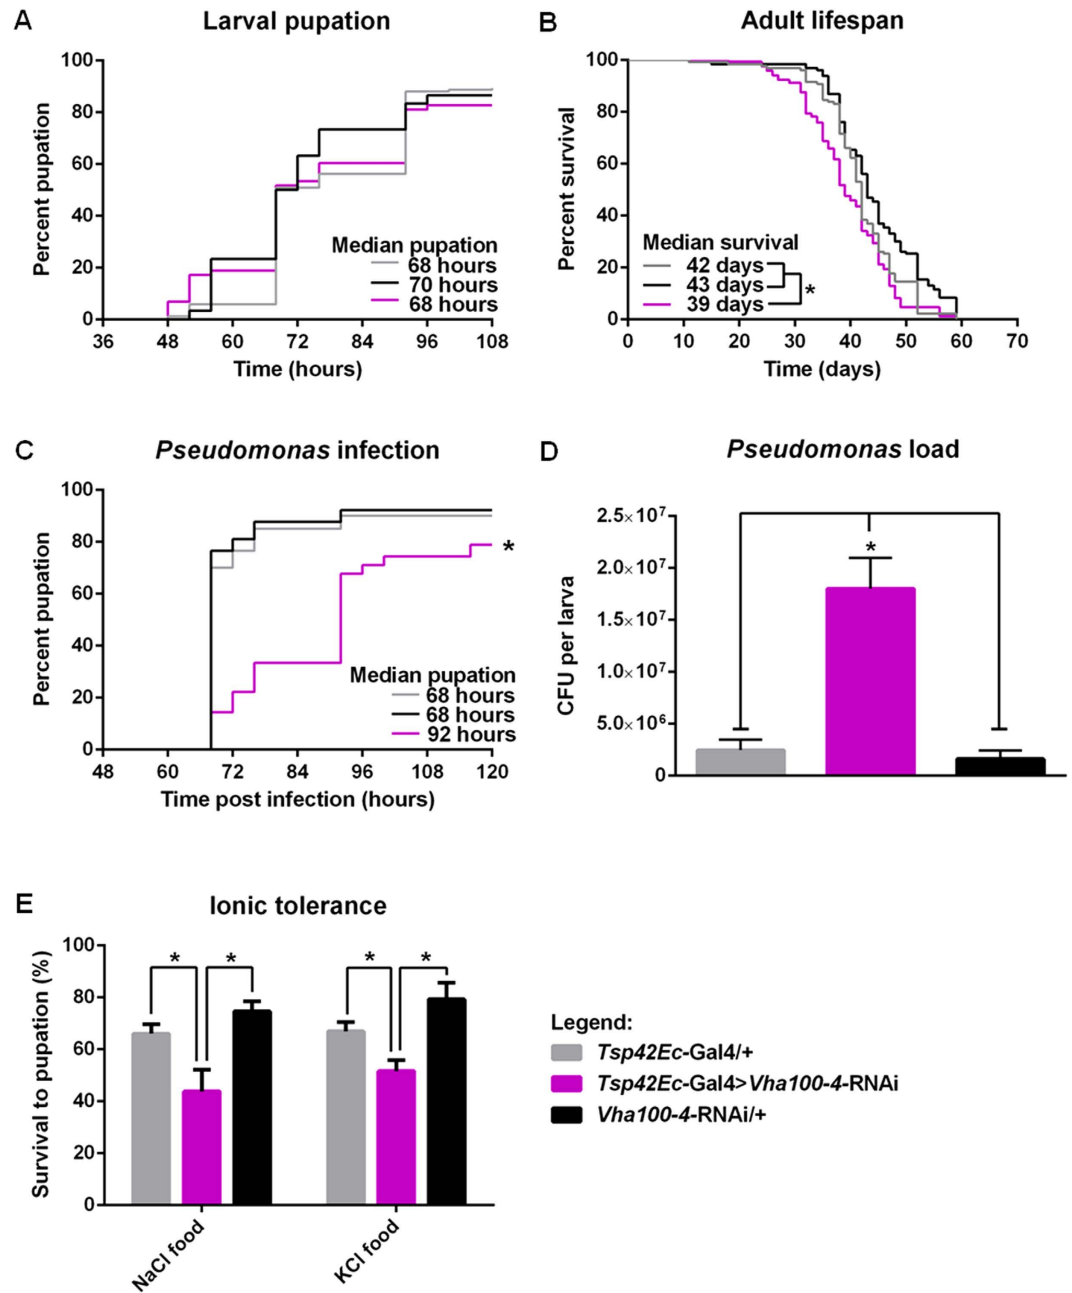 A
Larval pupation
Percent pupation
100
80
60
40
20
0
Median pupation
68 hours
70 hours
68 hours
36 48 60 72 84 96 108
Time (hours)
B
Adult lifespan
Percent survival
100
80
60
40
20
0
Median survival
42 days
43 days
39 days
*
0 10 20 30 40 50 60 70
Time (days)
C
Pseudomonas infection
Percent pupation
100
80
60
40
20
0
*
Median pupation
68 hours
68 hours
92 hours
48 60 72 84 96 108 120
Time post infection (hours)
D
Pseudomonas load
CFU per larva
2.5×10⁷
2.0×10⁷
1.5×10⁷
1.0×10⁷
5.0×10⁶
0
*
E
Ionic tolerance
Survival to pupation (%)
100
80
60
40
20
0
* * * *
NaCl food
KCl food
Legend:
Tsp42Ec-Gal4/+
Tsp42Ec-Gal4>Vha100-4-RNAi
Vha100-4-RNAi/+